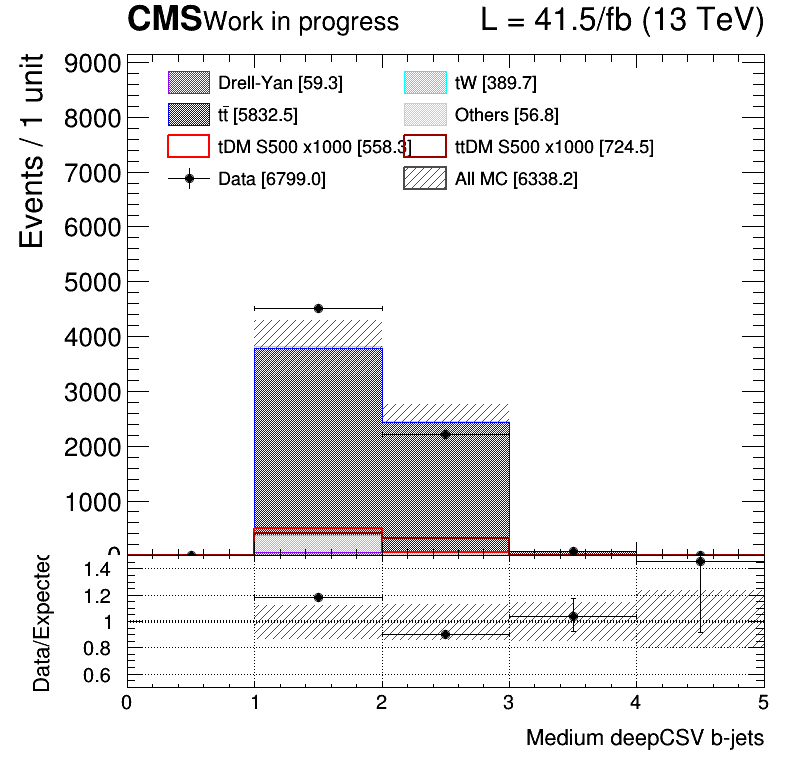 CMS Work in progress L = 41.5/fb (13 TeV)
Events / 1 unit
9000
8000
7000
6000
5000
4000
3000
2000
1000
0
Drell-Yan [59.3] tW [389.7]
tt̄ [5832.5] Others [56.8]
tDM S500 x1000 [558.3] ttDM S500 x1000 [724.5]
Data [6799.0] All MC [6338.2]
Data/Expected
1.4
1.2
1
0.8
0.6
0 1 2 3 4 5
Medium deepCSV b-jets